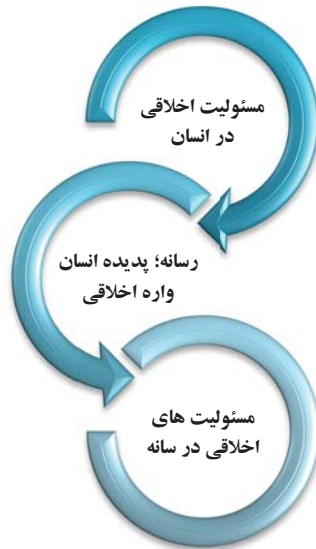 مسئولیت اخلاقی
در انسان
رسانه؛ پدیده انسان
واره اخلاقی
مسئولیت های
اخلاقی در سانه